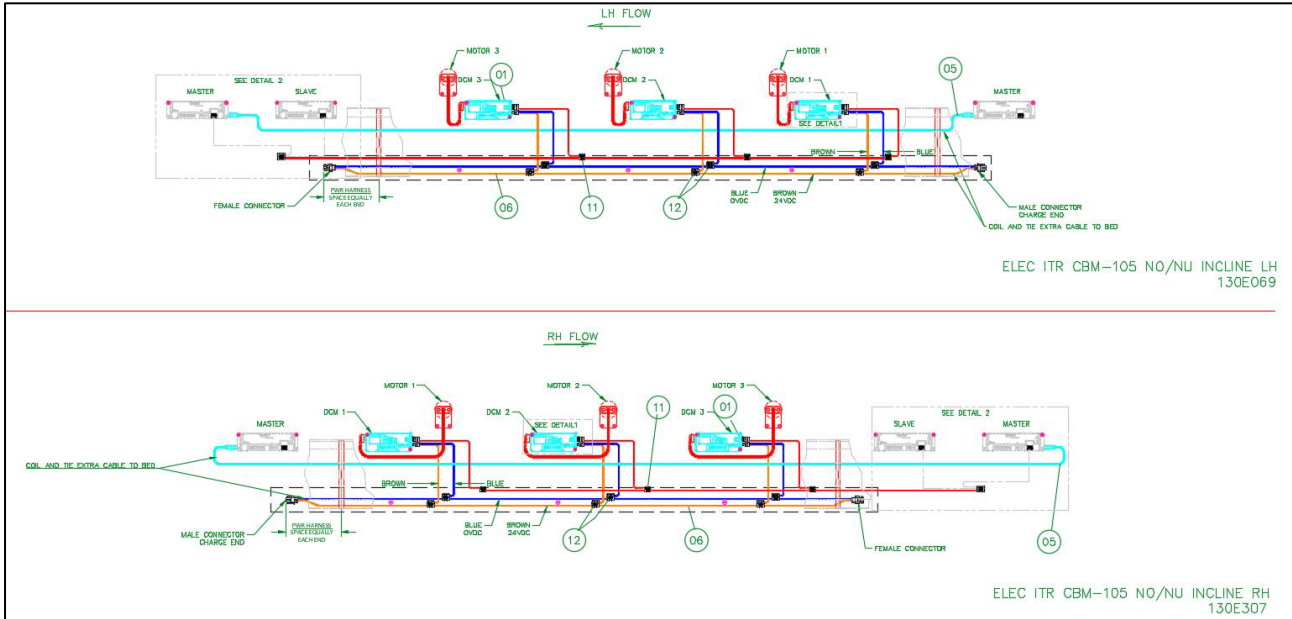 LH FLOW
MOTOR 3
MOTOR 2
MOTOR 1
SEE DETAIL 2
DCM 3
01
DCM 2
DCM 1
05
MASTER
SLAVE
MASTER
SEE DETAIL1
BROWN
BLUE
PWR HARNESS
SPACE EQUALLY
EACH END
FEMALE CONNECTOR
06
11
12
BLUE
0VDC
BROWN
24VDC
MALE CONNECTOR
CHARGE END
COIL AND TIE EXTRA CABLE TO BED
ELEC ITR CBM-105 NO/NU INCLINE LH
130E069
RH FLOW
MOTOR 1
MOTOR 2
MOTOR 3
DCM 1
DCM 2
11
DCM 3
01
SEE DETAIL 2
MASTER
SEE DETAIL1
SLAVE
MASTER
COIL AND TIE EXTRA CABLE TO BED
BROWN
BLUE
MALE CONNECTOR
CHARGE END
PWR HARNESS
SPACE EQUALLY
EACH END
BLUE
0VDC
BROWN
24VDC
12
06
FEMALE CONNECTOR
05
ELEC ITR CBM-105 NO/NU INCLINE RH
130E307